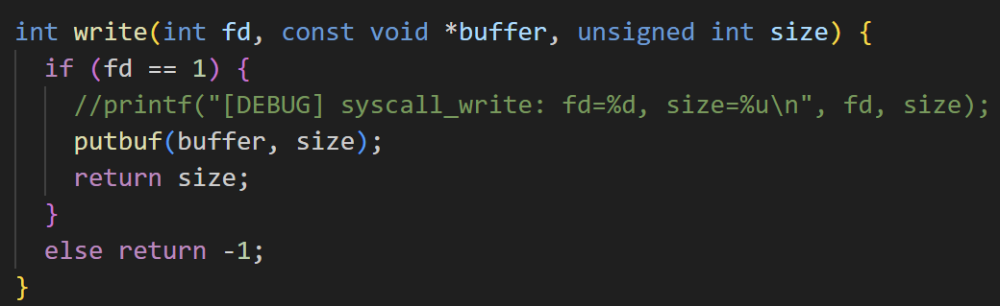 int write(int fd, const void *buffer, unsigned int size) {
if (fd == 1) {
//printf("[DEBUG] syscall_write: fd=%d, size=%u\n", fd, size);
putbuf(buffer, size);
return size;
}
else return -1;
}